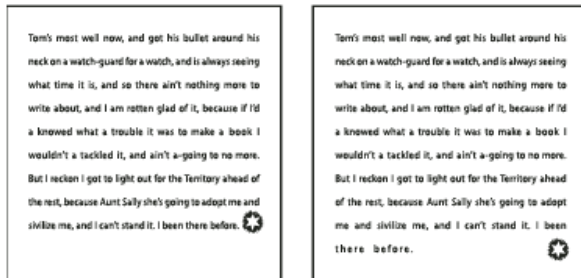 Tom's most well now, and got his bullet around his
neck on a watch-guard for a watch, and is always seeing
what time it is, and so there ain't nothing more to
write about, and I am rotten glad of it, because if I'd
a knowed what a trouble it was to make a book I
wouldn't a tackled it, and ain't a-going to no more.
But I reckon I got to light out for the Territory ahead of
the rest, because Aunt Sally she's going to adopt me and
sivilize me, and I can't stand it. I been there before.
Tom's most well now, and got his bullet around his
neck on a watch-guard for a watch, and is always seeing
what time it is, and so there ain't nothing more to
write about, and I am rotten glad of it, because if I'd
a knowed what a trouble it was to make a book I
wouldn't a tackled it, and ain't a-going to no more.
But I reckon I got to light out for the Territory ahead
of the rest, because Aunt Sally she's going to adopt
me and sivilize me, and I can't stand it. I been
there before.